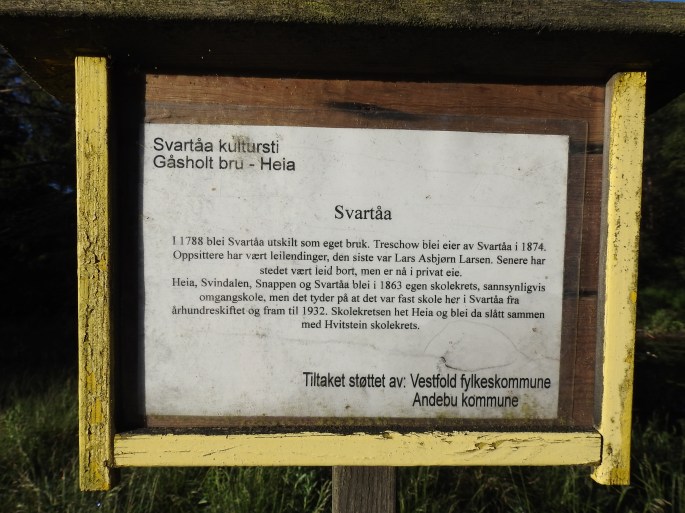 Svartåa kultursti
Gåsholt bru - Heia
Svartåa
I 1788 blei Svartåa utskilt som eget bruk. Treschow blei eier av Svartåa i 1874.
Oppsittere har vært leilendinger, den siste var Lars Asbjørn Larsen. Senere har
stedet vært leid bort, men er nå i privat eie.
Heia, Svindalen, Snappen og Svartåa blei i 1863 egen skolekrets, sannsynligvis
omgangskole, men det tyder på at det var fast skole her i Svartåa fra
århundreskiftet og fram til 1932. Skolekretsen het Heia og blei da slått sammen
med Hvitstein skolekrets.
Tiltaket støttet av: Vestfold fylkeskommune
Andebu kommune